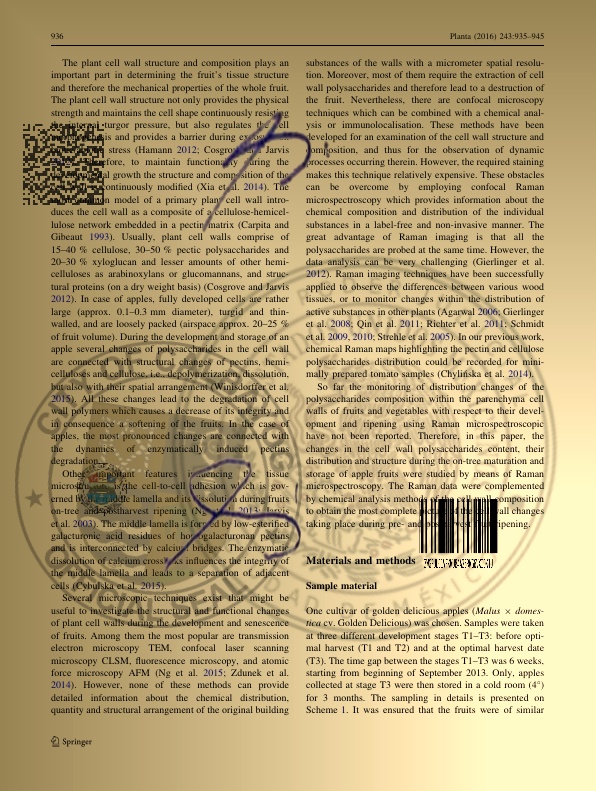 936
Planta (2016) 243:935–945
The plant cell wall structure and composition plays an
important part in determining the fruit's tissue structure
and therefore the mechanical properties of the whole fruit.
The plant cell wall structure not only provides the physical
strength and maintains the cell shape continuously resisting
the internal turgor pressure, but also regulates the cell
and provides a barrier during
stress (Hamann 2012; Cosgrove and Jarvis
to maintain functionality during the
growth the structure and composition of the
continuously modified (Xia et al. 2014). The
model of a primary plant cell wall intro-
duces the cell wall as a composite of a cellulose-hemicel-
lulose network embedded in a pectin matrix (Carpita and
Gibeaut 1993). Usually, plant cell walls comprise of
15–40 % cellulose, 30–50 % pectic polysaccharides and
20–30 % xyloglucan and lesser amounts of other hemi-
celluloses as arabinoxylans or glucomannans, and struc-
tural proteins (on a dry weight basis) (Cosgrove and Jarvis
2012). In case of apples, fully developed cells are rather
large (approx. 0.1–0.3 mm diameter), turgid and thin-
walled, and are loosely packed (airspace approx. 20–25 %
of fruit volume). During the development and storage of an
apple several changes of polysaccharides in the cell wall
are connected with structural changes of pectins, hemi-
celluloses and cellulose, i.e., depolymerization, dissolution,
but also with their spatial arrangement (Winisdorffer et al.
2015). All these changes lead to the degradation of cell
wall polymers which causes a decrease of its integrity and
in consequence a softening of the fruits. In the case of
apples, the most pronounced changes are connected with
the dynamics of enzymatically induced pectins
degradation.
Other important features influencing the tissue
is the cell-to-cell adhesion which is gov-
erned by middle lamella and its dissolution during fruits
on-tree and postharvest ripening (Ng et al. 2013; Jarvis
et al. 2003). The middle lamella is formed by low-esterified
galacturonic acid residues of homogalacturonan pectins
and is interconnected by calcium bridges. The enzymatic
dissolution of calcium crosslinks influences the integrity of
the middle lamella and leads to a separation of adjacent
cells (Cybulska et al. 2015).
Several microscopic techniques exist that might be
useful to investigate the structural and functional changes
of plant cell walls during the development and senescence
of fruits. Among them the most popular are transmission
electron microscopy TEM, confocal laser scanning
microscopy CLSM, fluorescence microscopy, and atomic
force microscopy AFM (Ng et al. 2015; Zdunek et al.
2014). However, none of these methods can provide
detailed information about the chemical distribution,
quantity and structural arrangement of the original building
substances of the walls with a micrometer spatial resolu-
tion. Moreover, most of them require the extraction of cell
wall polysaccharides and therefore lead to a destruction of
the fruit. Nevertheless, there are confocal microscopy
techniques which can be combined with a chemical anal-
ysis or immunolocalisation. These methods have been
developed for an examination of the cell wall structure and
composition, and thus for the observation of dynamic
processes occurring therein. However, the required staining
makes this technique relatively expensive. These obstacles
can be overcome by employing confocal Raman
microspectroscopy which provides information about the
chemical composition and distribution of the individual
substances in a label-free and non-invasive manner. The
great advantage of Raman imaging is that all the
polysaccharides are probed at the same time. However, the
data analysis can be very challenging (Gierlinger et al.
2012). Raman imaging techniques have been successfully
applied to observe the differences between various wood
tissues, or to monitor changes within the distribution of
active substances in other plants (Agarwal 2006; Gierlinger
et al. 2008; Qin et al. 2011; Richter et al. 2011; Schmidt
et al. 2009, 2010; Strehle et al. 2005). In our previous work,
chemical Raman maps highlighting the pectin and cellulose
polysaccharides distribution could be recorded for mini-
mally prepared tomato samples (Chylińska et al. 2014).
So far the monitoring of distribution changes of the
polysaccharides composition within the parenchyma cell
walls of fruits and vegetables with respect to their devel-
opment and ripening using Raman microspectroscopic
have not been reported. Therefore, in this paper, the
changes in the cell wall polysaccharides content, their
distribution and structure during the on-tree maturation and
storage of apple fruits were studied by means of Raman
microspectroscopy. The Raman data were complemented
by chemical analysis methods of the cell wall composition
to obtain the most complete picture of the cell wall changes
taking place during pre- and postharvest fruit ripening.
Materials and methods
Sample material
One cultivar of golden delicious apples (Malus × domes-
tica cv. Golden Delicious) was chosen. Samples were taken
at three different development stages T1–T3: before opti-
mal harvest (T1 and T2) and at the optimal harvest date
(T3). The time gap between the stages T1–T3 was 6 weeks,
starting from beginning of September 2013. Only, apples
collected at stage T3 were then stored in a cold room (4°)
for 3 months. The sampling in details is presented on
Scheme 1. It was ensured that the fruits were of similar
Springer